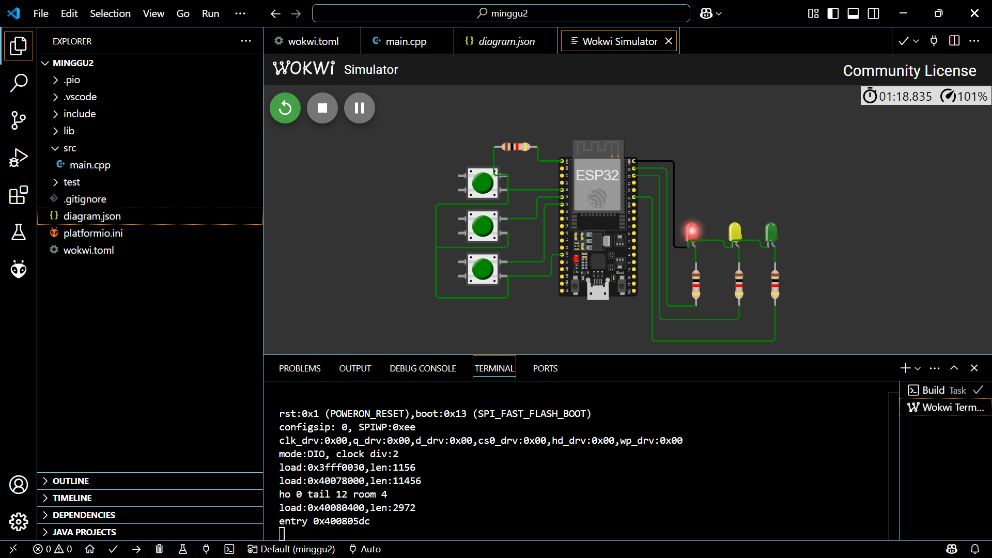 File Edit Selection View Go Run ··· minggu2
EXPLORER ···
wokwi.toml main.cpp {} diagram.json Wokwi Simulator
MINGGU2
.pio
.vscode
include
lib
src
main.cpp
test
.gitignore
{} diagram.json
platformio.ini
wokwi.toml
OUTLINE
TIMELINE
DEPENDENCIES
JAVA PROJECTS
WOKWI Simulator
Community License
01:18.835 101%
ESP32
PROBLEMS OUTPUT DEBUG CONSOLE TERMINAL PORTS
Build Task
Wokwi Term...
rst:0x1 (POWERON_RESET),boot:0x13 (SPI_FAST_FLASH_BOOT)
configsip: 0, SPIWP:0xee
clk_drv:0x00,q_drv:0x00,d_drv:0x00,cs0_drv:0x00,hd_drv:0x00,wp_drv:0x00
mode:DIO, clock div:2
load:0x3fff0030,len:1156
load:0x40078000,len:11456
ho 0 tail 12 room 4
load:0x40080400,len:2972
entry 0x400805dc
0 0 Default (minggu2) Auto